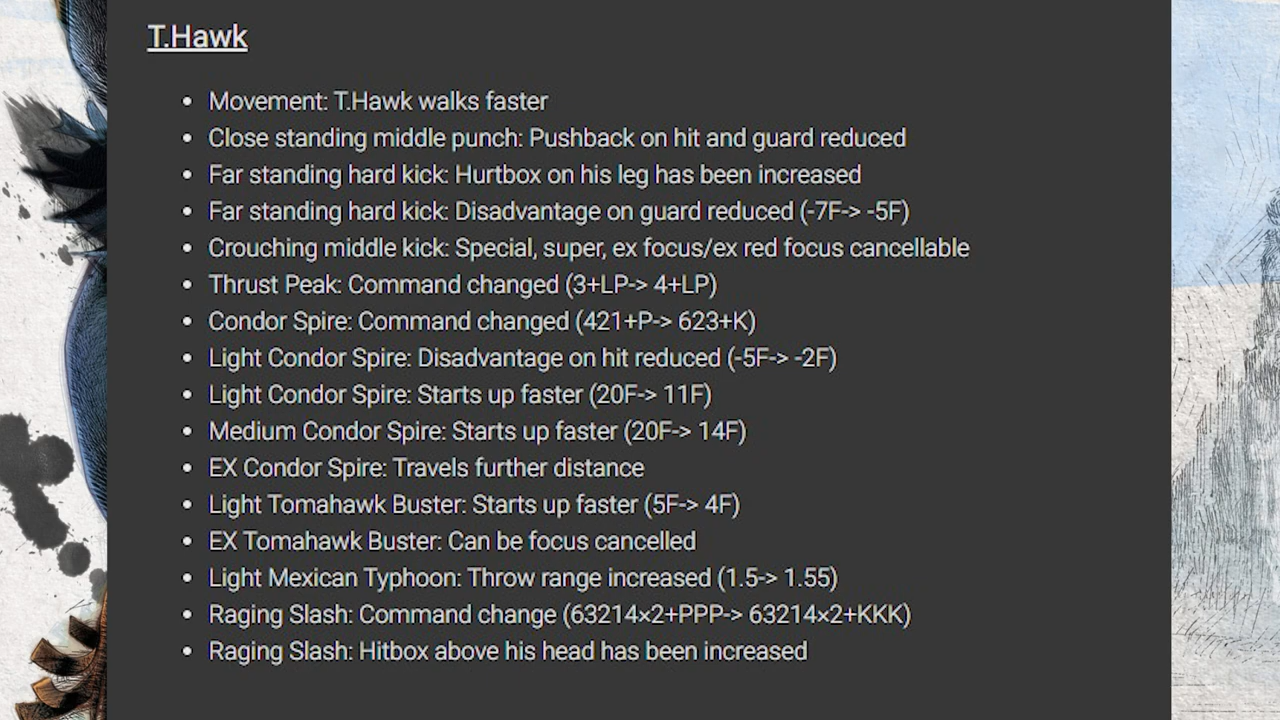 T.Hawk
• Movement: T.Hawk walks faster
• Close standing middle punch: Pushback on hit and guard reduced
• Far standing hard kick: Hurtbox on his leg has been increased
• Far standing hard kick: Disadvantage on guard reduced (-7F-> -5F)
• Crouching middle kick: Special, super, ex focus/ex red focus cancellable
• Thrust Peak: Command changed (3+LP-> 4+LP)
• Condor Spire: Command changed (421+P-> 623+K)
• Light Condor Spire: Disadvantage on hit reduced (-5F-> -2F)
• Light Condor Spire: Starts up faster (20F-> 11F)
• Medium Condor Spire: Starts up faster (20F-> 14F)
• EX Condor Spire: Travels further distance
• Light Tomahawk Buster: Starts up faster (5F-> 4F)
• EX Tomahawk Buster: Can be focus cancelled
• Light Mexican Typhoon: Throw range increased (1.5-> 1.55)
• Raging Slash: Command change (63214×2+PPP-> 63214×2+KKK)
• Raging Slash: Hitbox above his head has been increased